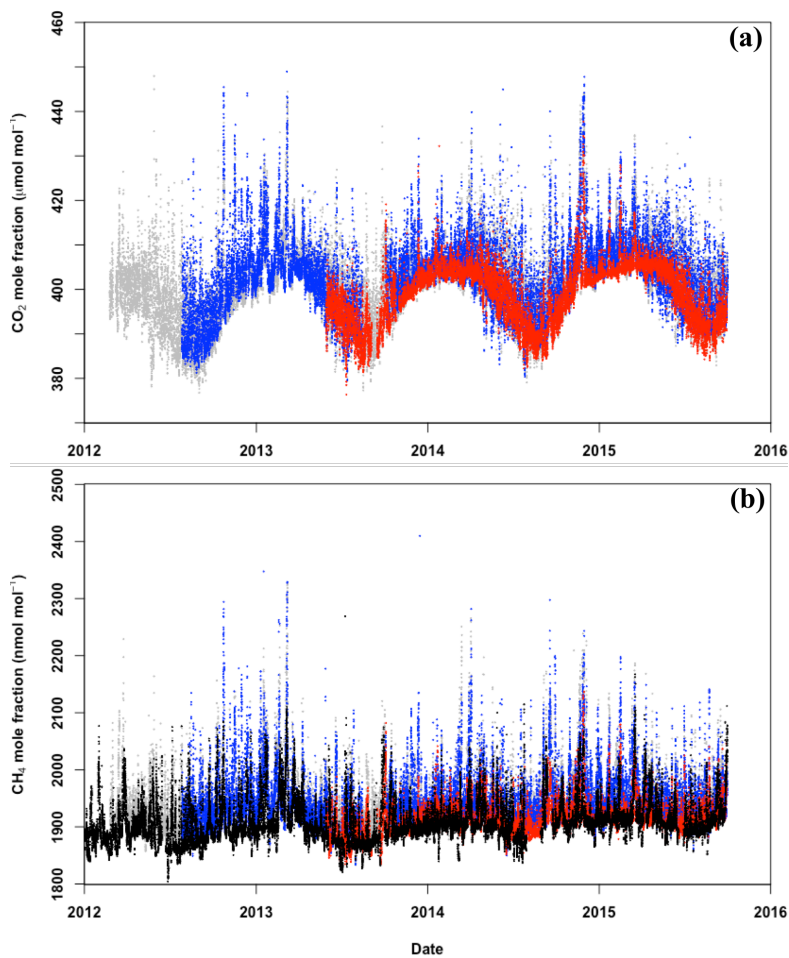 (a)
CO₂ mole fraction (μmol mol⁻¹)
460
440
420
400
380
2012 2013 2014 2015 2016
(b)
CH₄ mole fraction (nmol mol⁻¹)
2500
2400
2300
2200
2100
2000
1900
1800
2012 2013 2014 2015 2016
Date